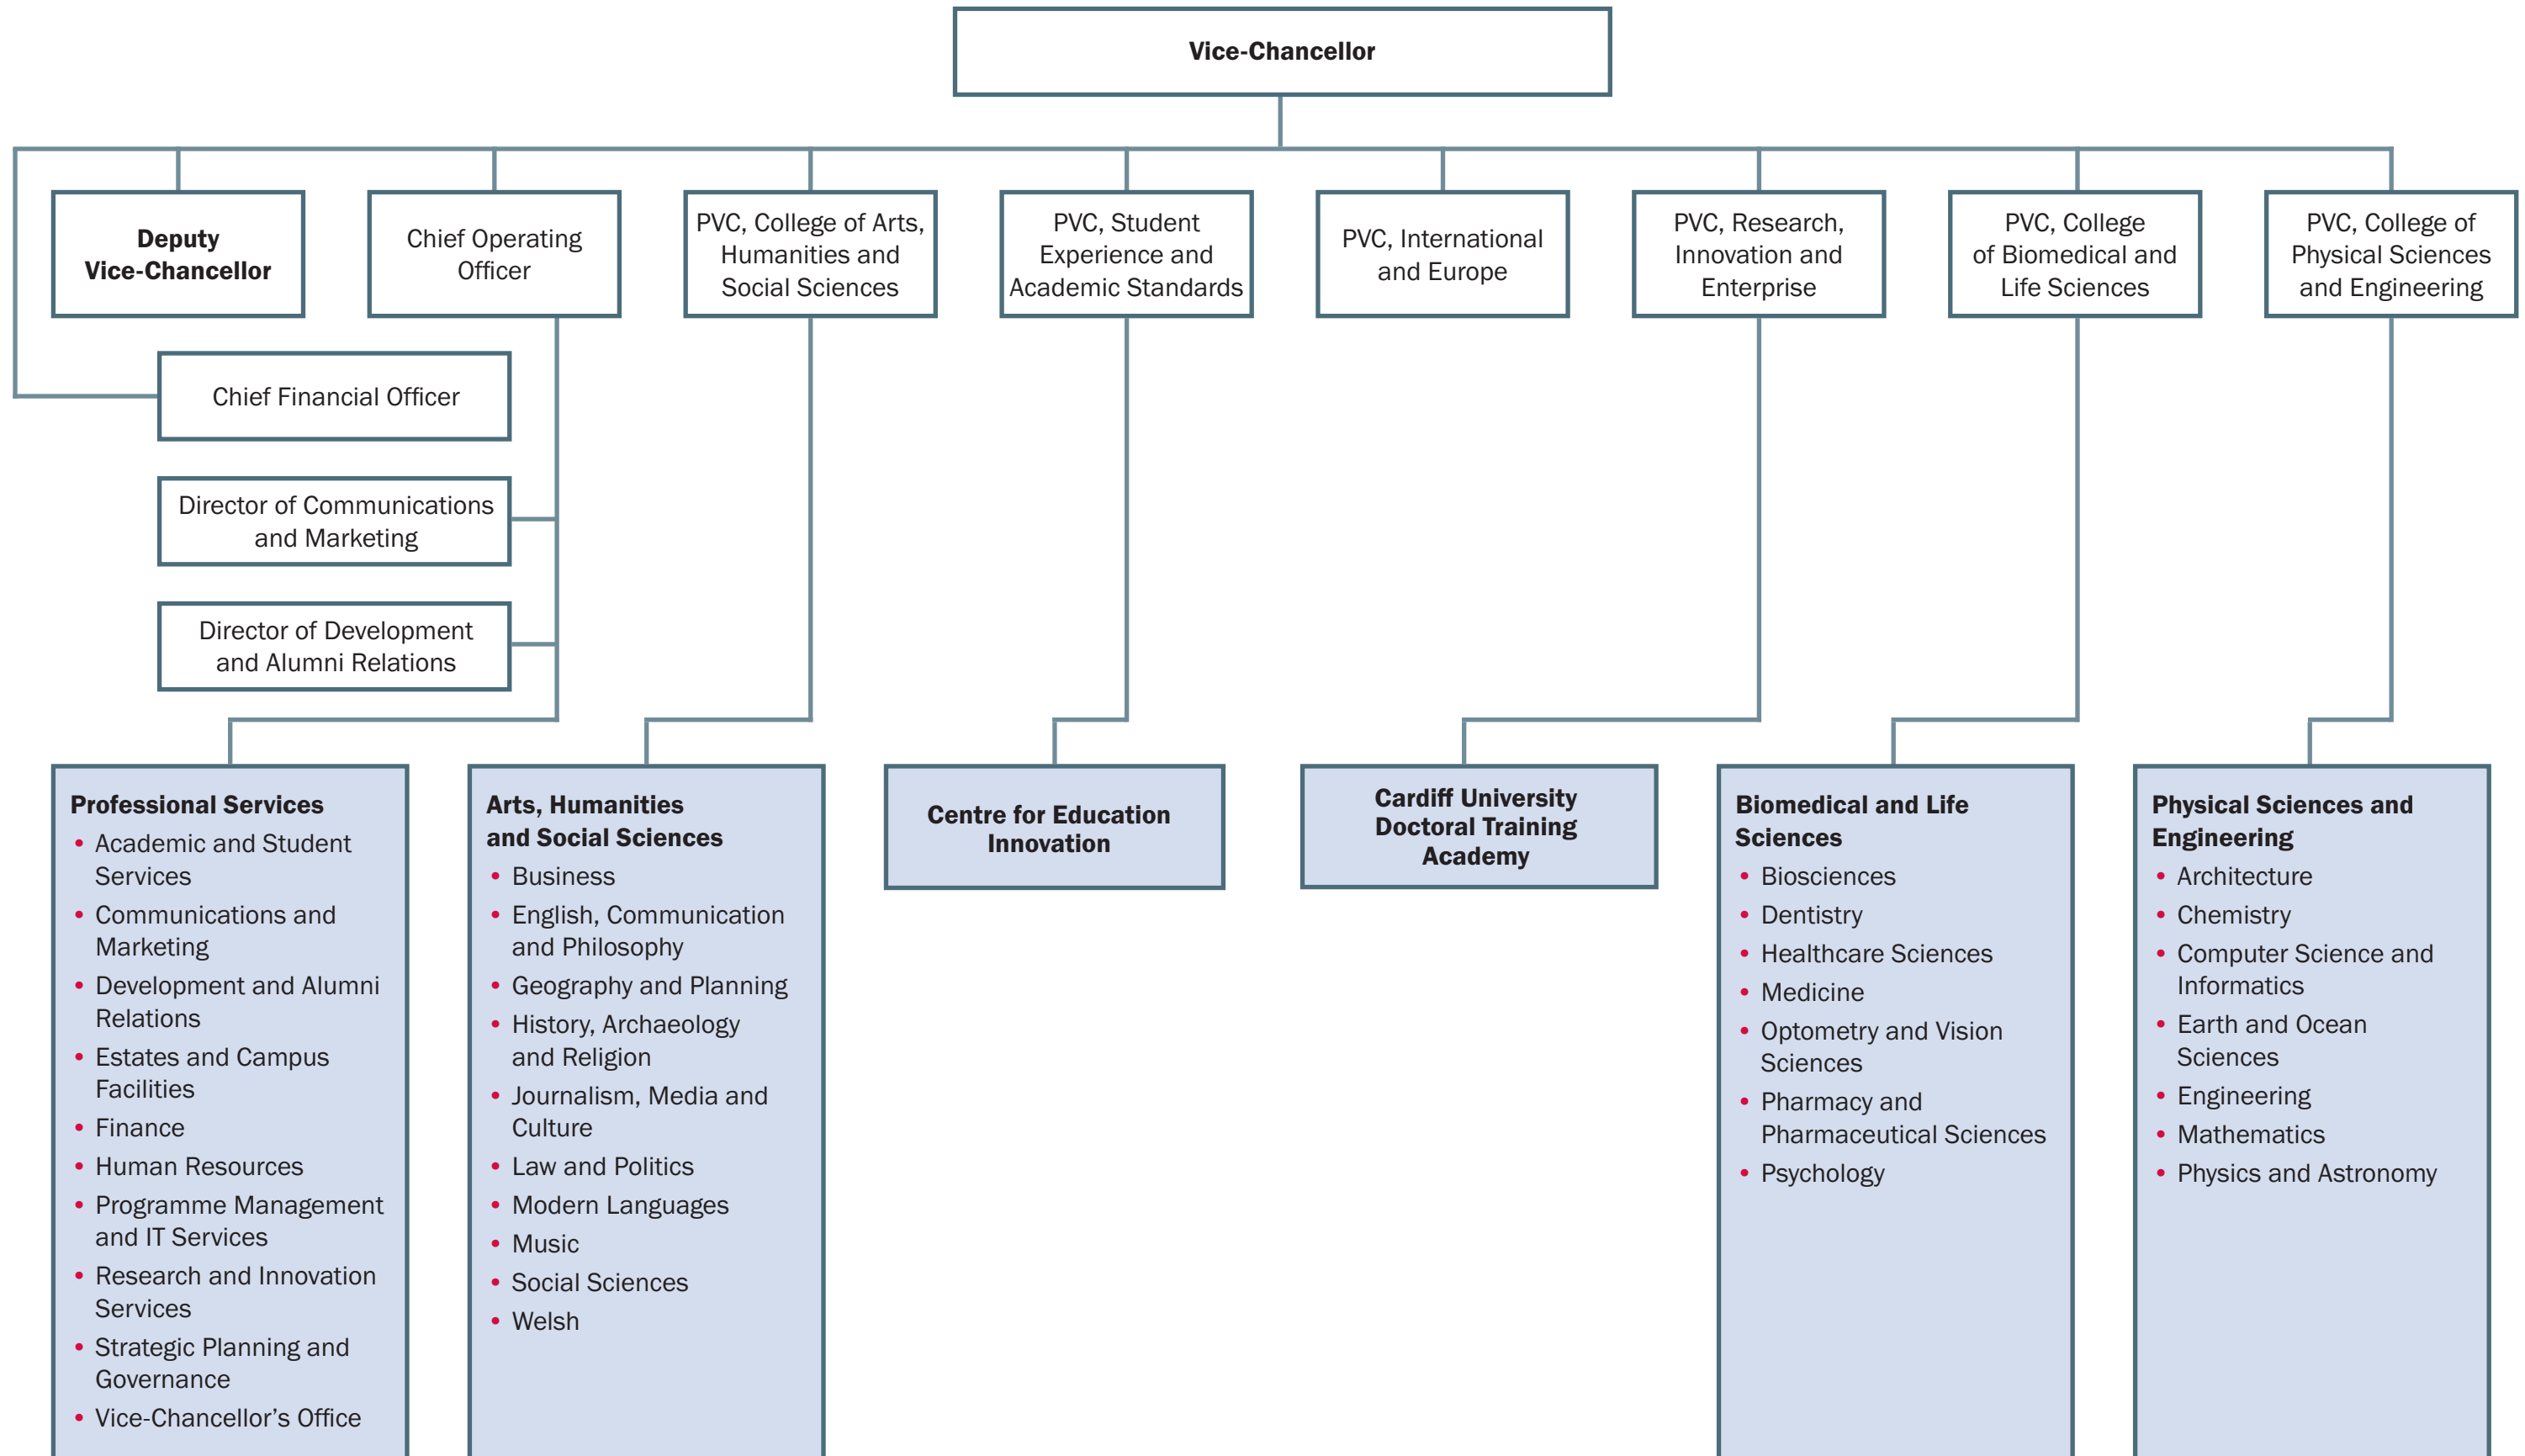 Vice-Chancellor
Deputy
Vice-Chancellor
Chief Operating
Officer
PVC, College of Arts,
Humanities and
Social Sciences
PVC, Student
Experience and
Academic Standards
PVC, International
and Europe
PVC, Research,
Innovation and
Enterprise
PVC, College
of Biomedical and
Life Sciences
PVC, College of
Physical Sciences
and Engineering
Chief Financial Officer
Director of Communications
and Marketing
Director of Development
and Alumni Relations
Professional Services
• Academic and Student
Services
• Communications and
Marketing
• Development and Alumni
Relations
• Estates and Campus
Facilities
• Finance
• Human Resources
• Programme Management
and IT Services
• Research and Innovation
Services
• Strategic Planning and
Governance
• Vice-Chancellor’s Office
Arts, Humanities
and Social Sciences
• Business
• English, Communication
and Philosophy
• Geography and Planning
• History, Archaeology
and Religion
• Journalism, Media and
Culture
• Law and Politics
• Modern Languages
• Music
• Social Sciences
• Welsh
Centre for Education
Innovation
Cardiff University
Doctoral Training
Academy
Biomedical and Life
Sciences
• Biosciences
• Dentistry
• Healthcare Sciences
• Medicine
• Optometry and Vision
Sciences
• Pharmacy and
Pharmaceutical Sciences
• Psychology
Physical Sciences and
Engineering
• Architecture
• Chemistry
• Computer Science and
Informatics
• Earth and Ocean
Sciences
• Engineering
• Mathematics
• Physics and Astronomy